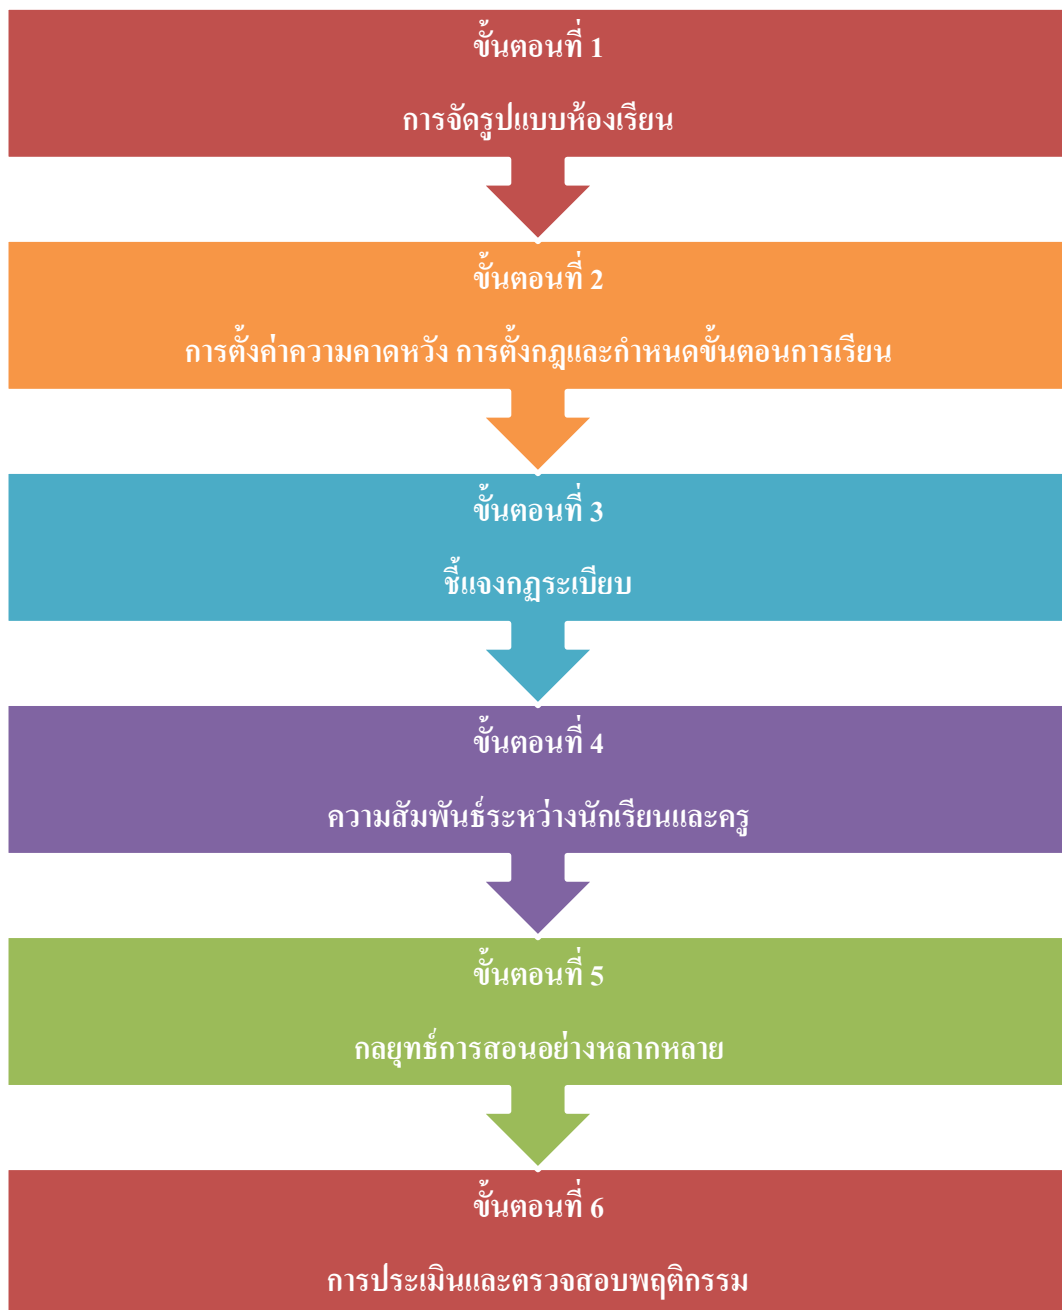 ขั้นตอนที่ 1
การจัดรูปแบบห้องเรียน
ขั้นตอนที่ 2
การตั้งค่าความคาดหวัง การตั้งกฎและกำหนดขั้นตอนการเรียน
ขั้นตอนที่ 3
ชี้แจงกฏระเบียบ
ขั้นตอนที่ 4
ความสัมพันธ์ระหว่างนักเรียนและครู
ขั้นตอนที่ 5
กลยุทธ์การสอนอย่างหลากหลาย
ขั้นตอนที่ 6
การประเมินและตรวจสอบพฤติกรรม